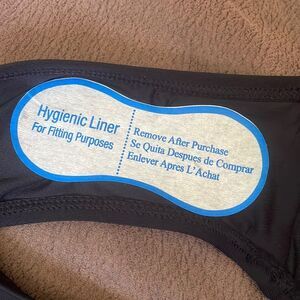 Hygienic Liner
For Fitting Purposes
Remove After Purchase
Se Quita Despues de Comprar
Enlever Apres L'Achat